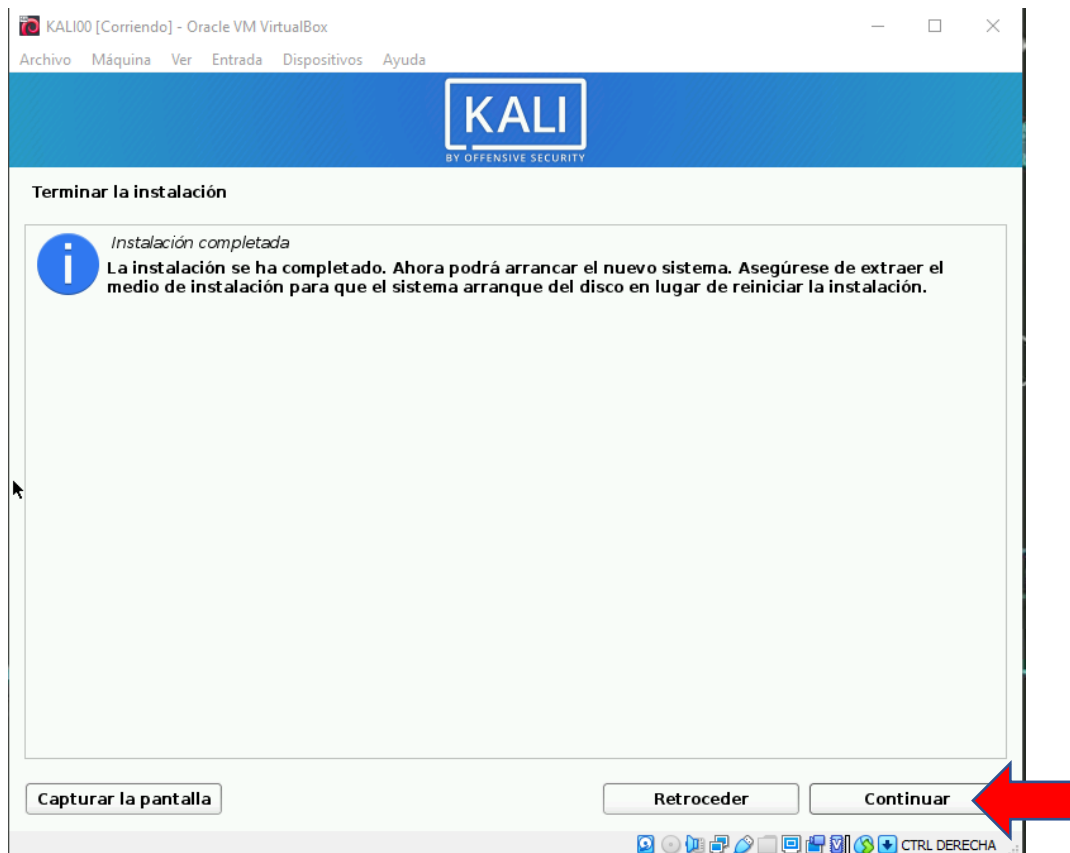 KALI00 [Corriendo] - Oracle VM VirtualBox
Archivo Máquina Ver Entrada Dispositivos Ayuda
KALI
BY OFFENSIVE SECURITY
Terminar la instalación
Instalación completada
La instalación se ha completado. Ahora podrá arrancar el nuevo sistema. Asegúrese de extraer el
medio de instalación para que el sistema arranque del disco en lugar de reiniciar la instalación.
Capturar la pantalla Retroceder Continuar
CTRL DERECHA